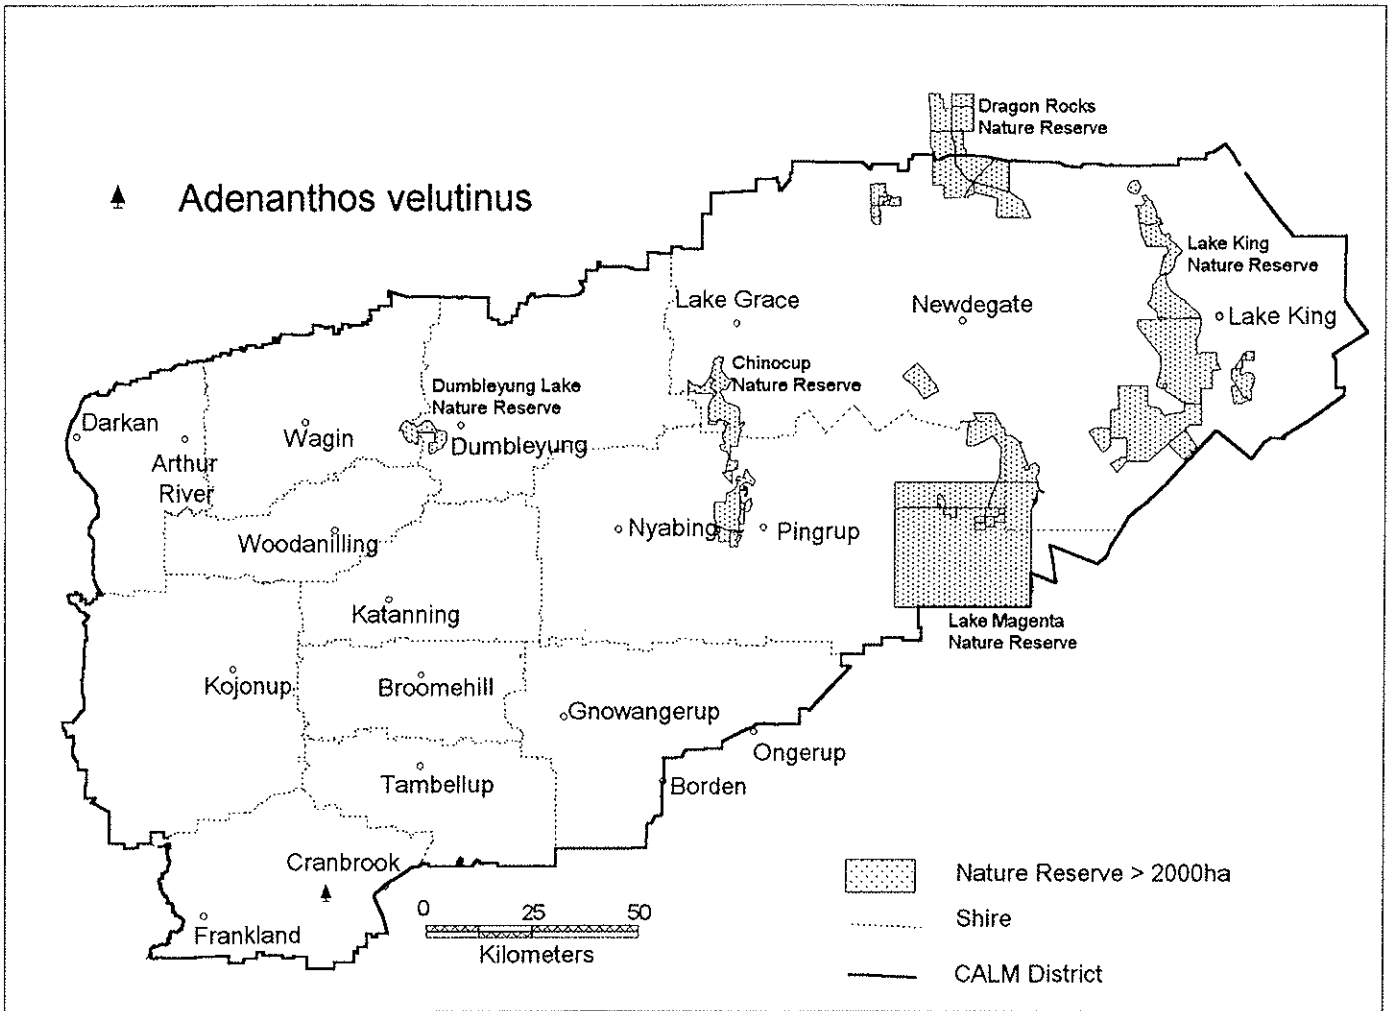 Dragon Rocks
Nature Reserve
Adenanthos velutinus
Lake King
Nature Reserve
Lake Grace
Newdegate
Lake King
Chinocup
Nature Reserve
Dumbleyung Lake
Nature Reserve
Darkan
Wagin
Dumbleyung
Arthur
River
Woodanilling
Nyabing
Pingrup
Katanning
Lake Magenta
Nature Reserve
Kojonup
Broomehill
Gnowangerup
Ongerup
Tambellup
Borden
Cranbrook
Frankland
0 25 50
Kilometers
Nature Reserve > 2000ha
Shire
CALM District